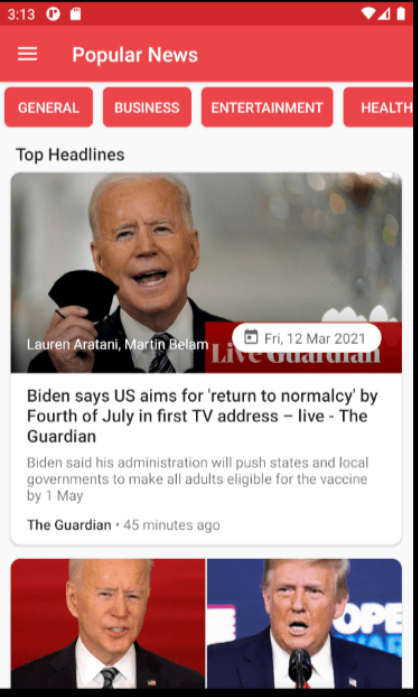 3:13
Popular News
GENERAL
BUSINESS
ENTERTAINMENT
HEALTH
Top Headlines
Lauren Aratani, Martin Belam
Live Guardian
Fri, 12 Mar 2021
Biden says US aims for 'return to normalcy' by
Fourth of July in first TV address – live - The
Guardian
Biden said his administration will push states and local
governments to make all adults eligible for the vaccine
by 1 May
The Guardian • 45 minutes ago